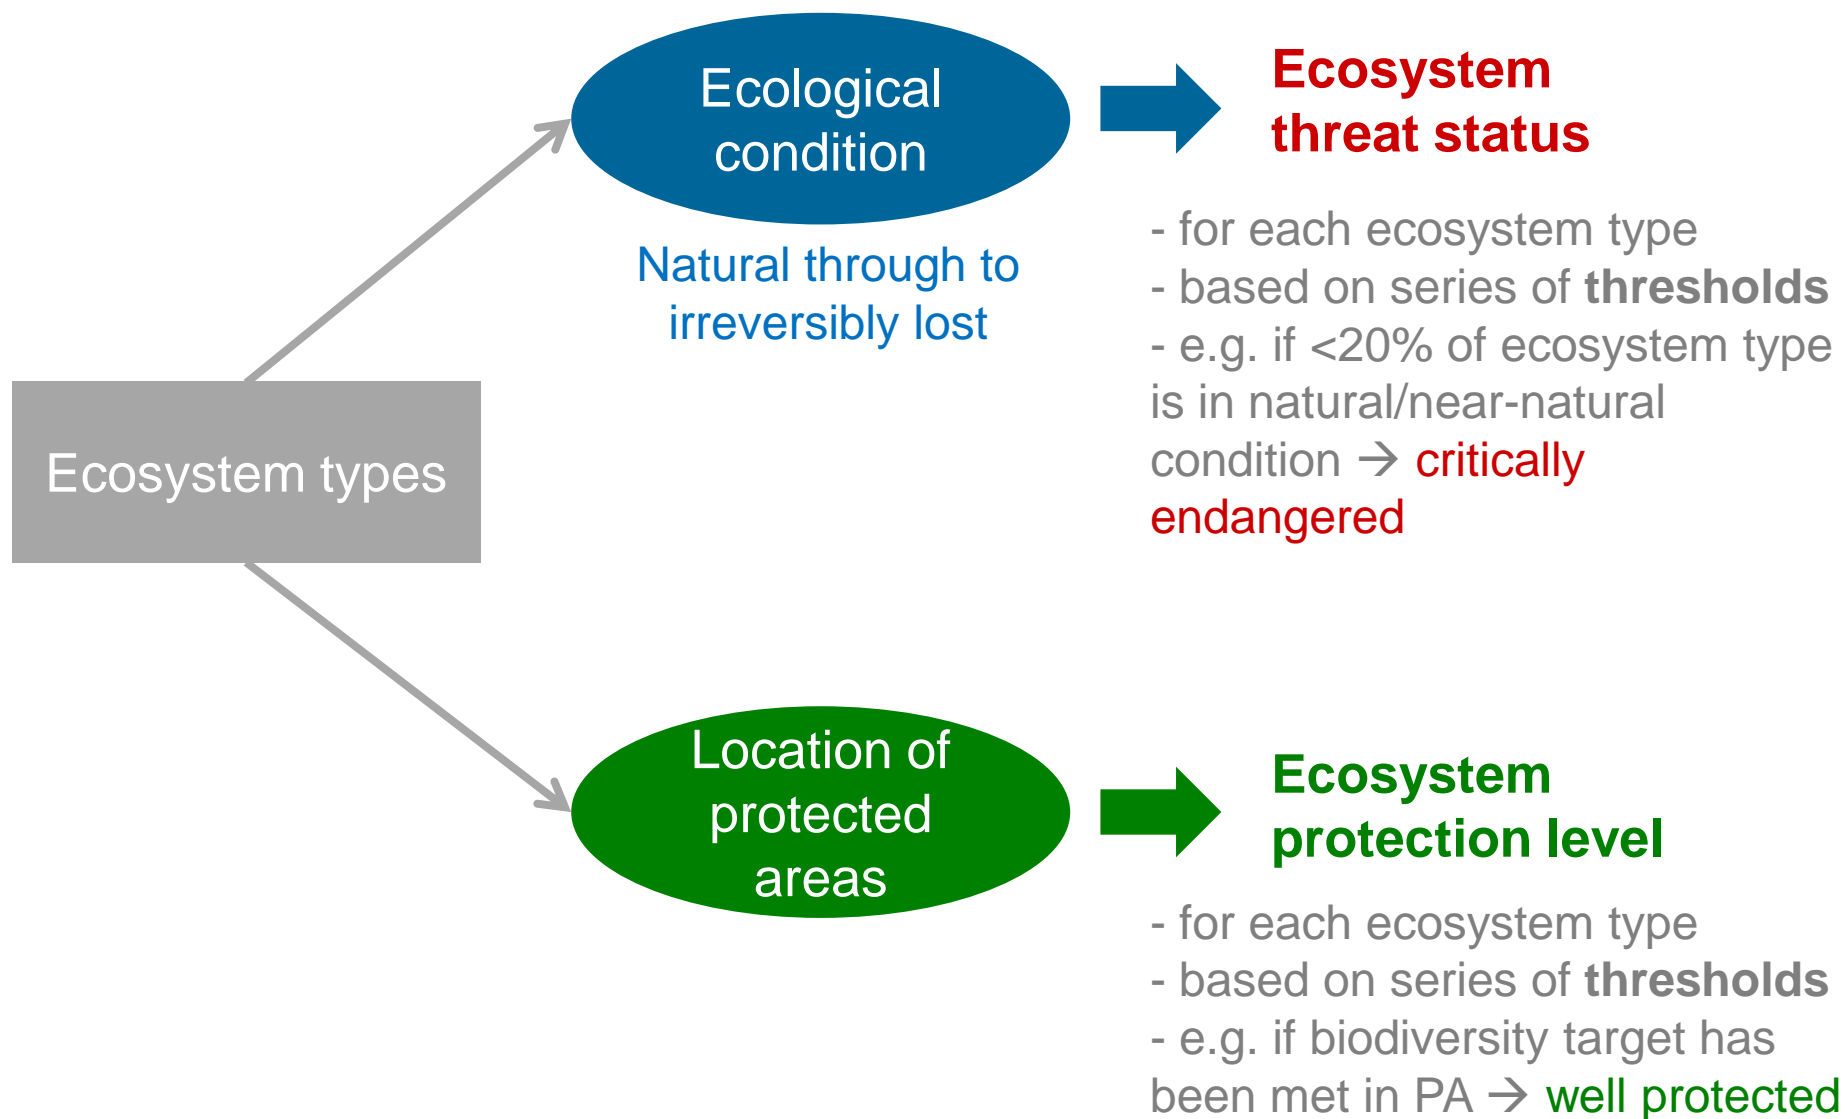 Ecological
condition
Natural through to
irreversibly lost
Ecosystem
threat status
- for each ecosystem type
- based on series of thresholds
- e.g. if <20% of ecosystem type
is in natural/near-natural
condition → critically
endangered
Ecosystem types
Location of
protected
areas
Ecosystem
protection level
- for each ecosystem type
- based on series of thresholds
- e.g. if biodiversity target has
been met in PA → well protected